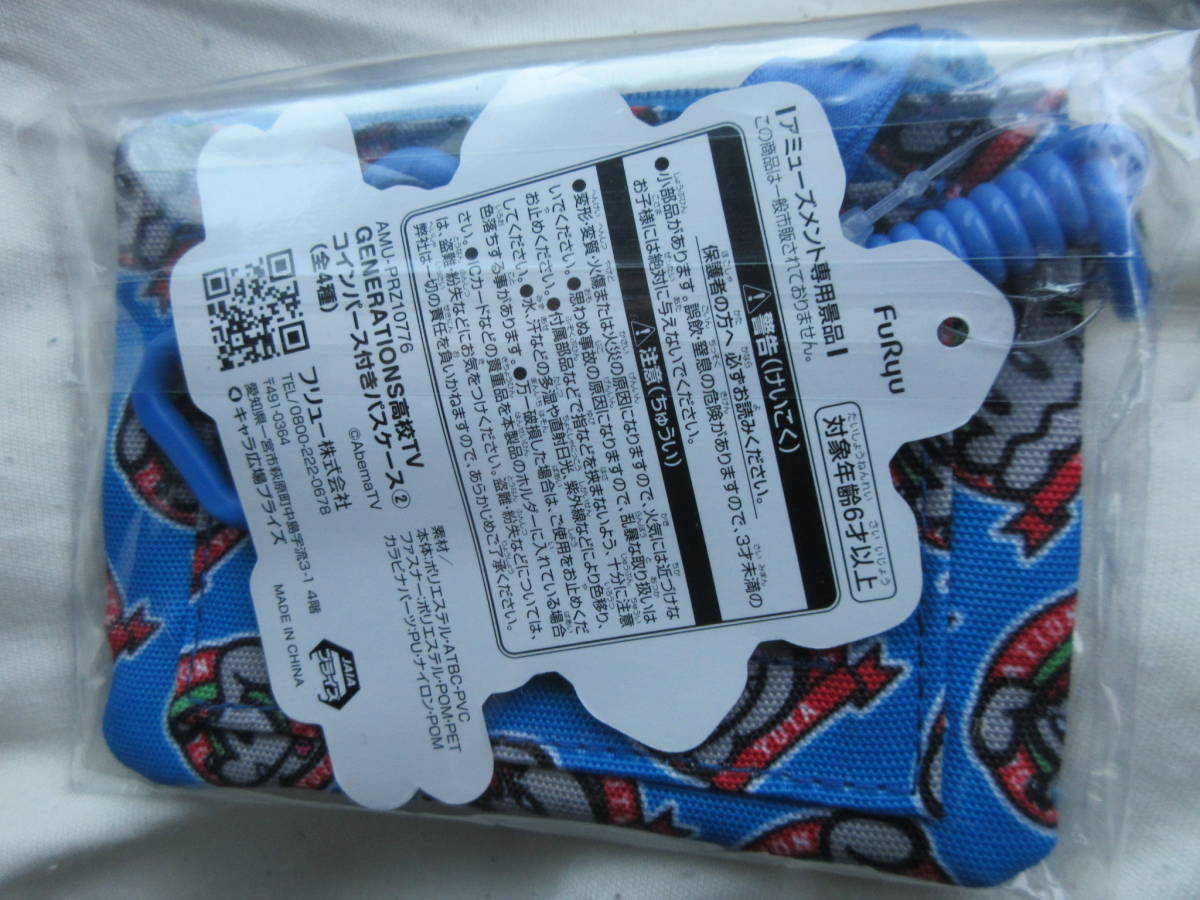 FuRyu
対象年齢6才以上
アミューズメント専用景品
この商品は一般市販されておりません。
警告(けいこく)
保護者の方へ 必ずお読みください。
●小部品があります。誤飲・窒息の危険がありますので、3才未満の
お子様には絶対に与えないでください。
注意(ちゅうい)
●変形・変質・火傷または火災の原因になりますので、火気には近づけな
いでください。●思わぬ事故の原因になりますので、乱暴な取り扱いは
お止めください。●付属部品などで指などを挟まないよう、十分に注意
してください。●水、汗などの多湿や直射日光、紫外線などにより色移り、
色落ちする事があります。●万一破損した場合は、ご使用をお止めくだ
さい。●ICカードなどの貴重品を本製品のホルダーに入れている場合
は、盗難・紛失などにお気をつけください。盗難・紛失などについては、
弊社は一切の責任を負いかねますので、あらかじめご了承ください。
AMU-PRZ10776
GENERATIONS高校TV
コインパース付きパスケース②
(全4種)
©AbemaTV
素材/
本体:ポリエステル・ATBC-PVC
ファスナー:ポリエステル・POM・PET
カラビナパーツ:PU・ナイロン・POM
フリュー株式会社
TEL/0800-222-0678
〒491-0364
愛知県一宮市萩原町中島字流3-1 4階
キャラ広場プライズ
MADE IN CHINA
JAIA
プライズ
YUTA